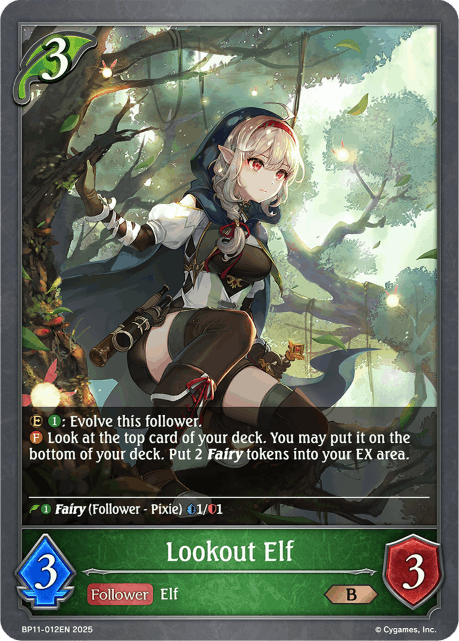 3
E 1: Evolve this follower.
F Look at the top card of your deck. You may put it on the
bottom of your deck. Put 2 Fairy tokens into your EX area.
1 Fairy (Follower - Pixie) 1/1
Lookout Elf
3 Follower Elf B 3
BP11-012EN 2025 © Cygames, Inc.